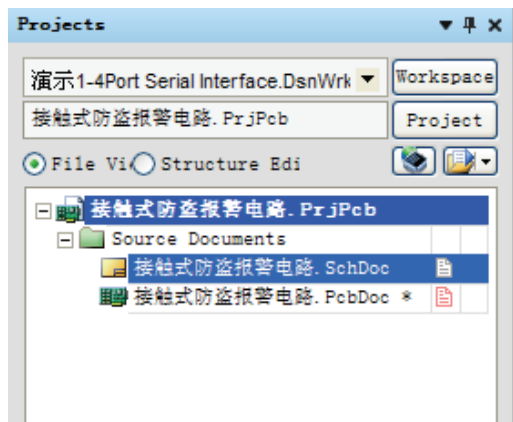 Projects
演示1-4Port Serial Interface.DsnWrk
Workspace
接触式防盗报警电路.PrjPcb
Project
File Vi
Structure Edi
接触式防盗报警电路.PrjPcb
Source Documents
接触式防盗报警电路.SchDoc
接触式防盗报警电路.PcbDoc *